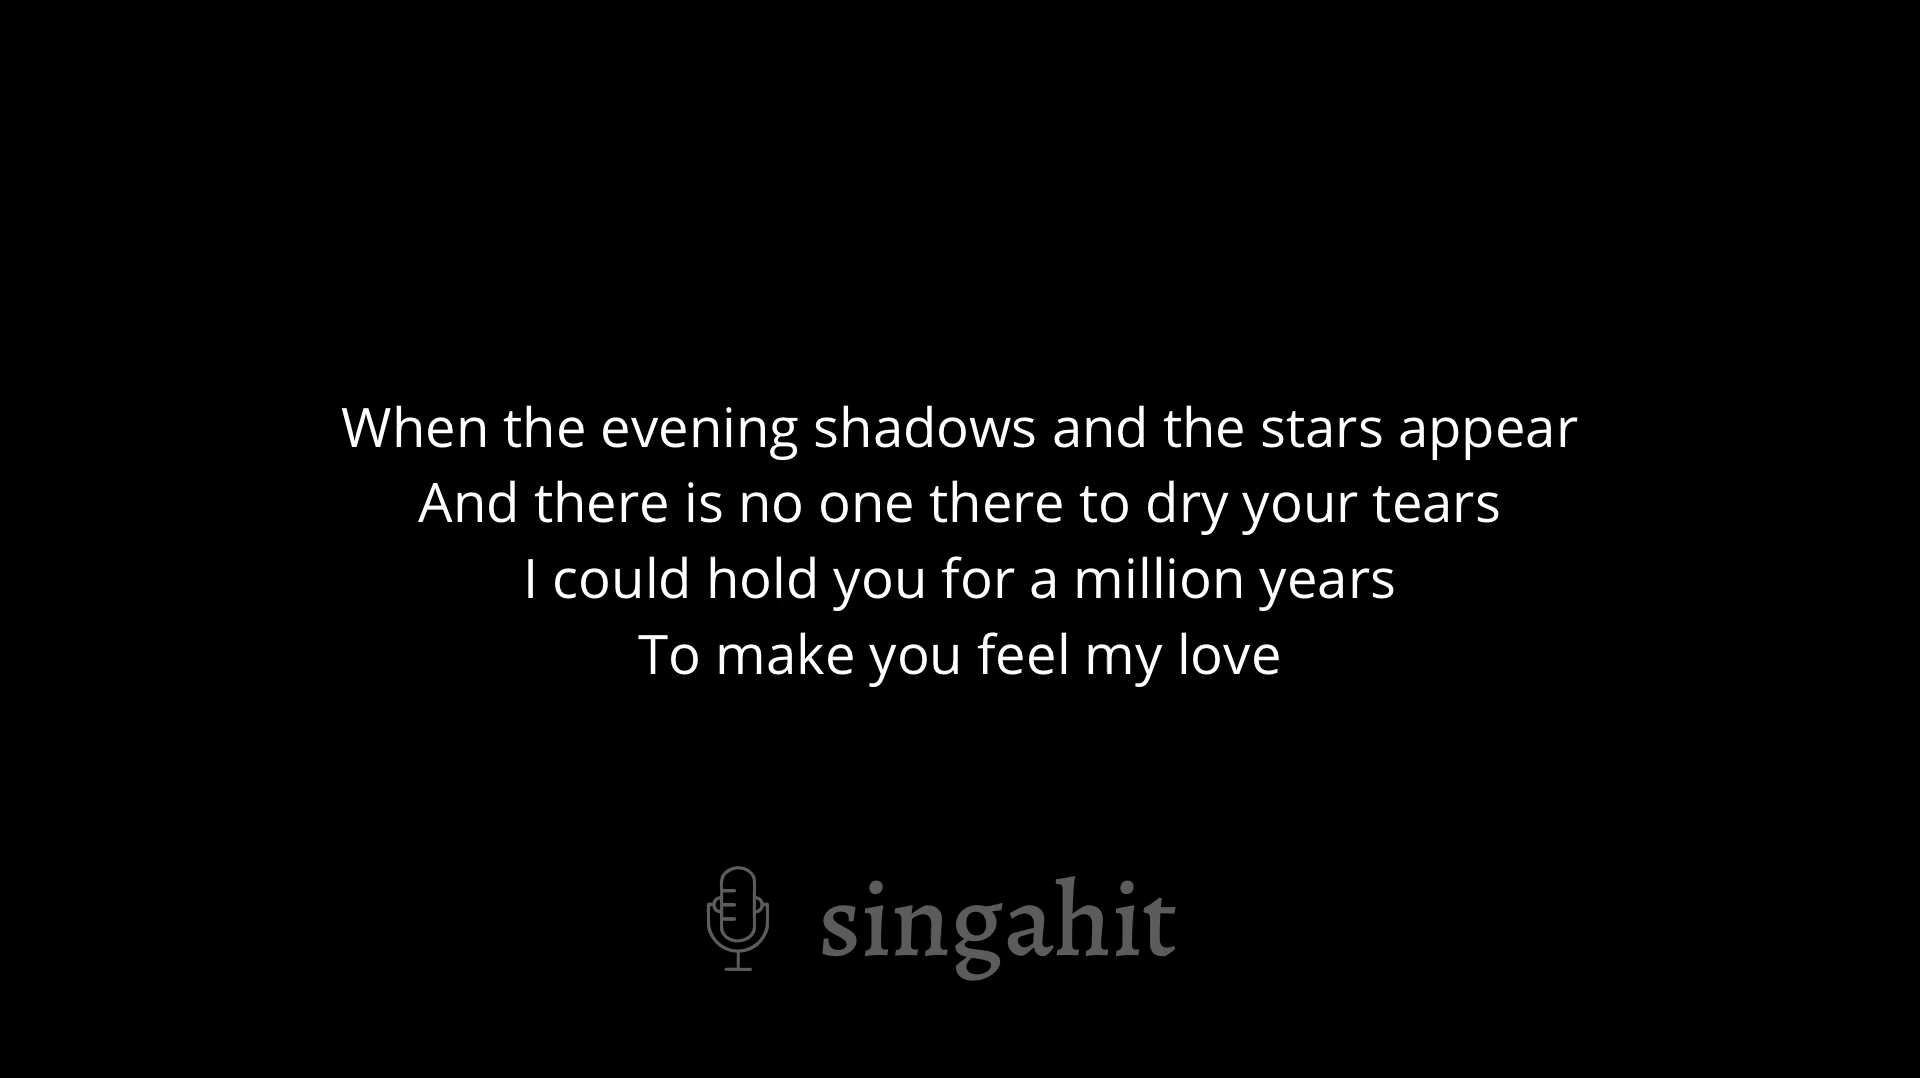 When the evening shadows and the stars appear
And there is no one there to dry your tears
I could hold you for a million years
To make you feel my love
singahit